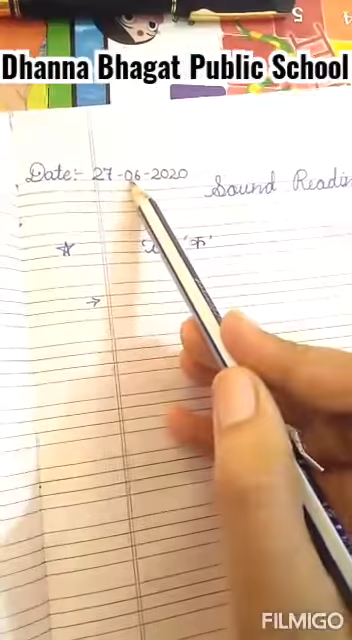 Dhanna Bhagat Public School
Date:- 27-06-2020
Sound Readin
'क'
FILMIGO